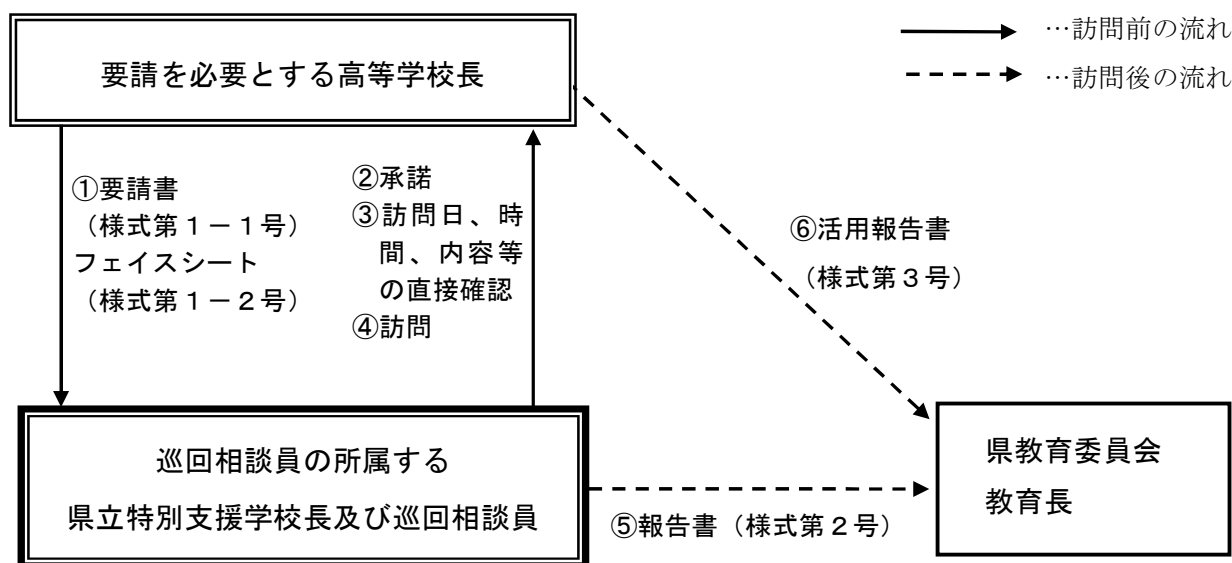 …訪問前の流れ
…訪問後の流れ
要請を必要とする高等学校長
①要請書
（様式第１－１号）
フェイスシート
（様式第１－２号）
②承諾
③訪問日、時
間、内容等
の直接確認
④訪問
⑥活用報告書
（様式第３号）
巡回相談員の所属する
県立特別支援学校長及び巡回相談員
⑤報告書（様式第２号）
県教育委員会
教育長